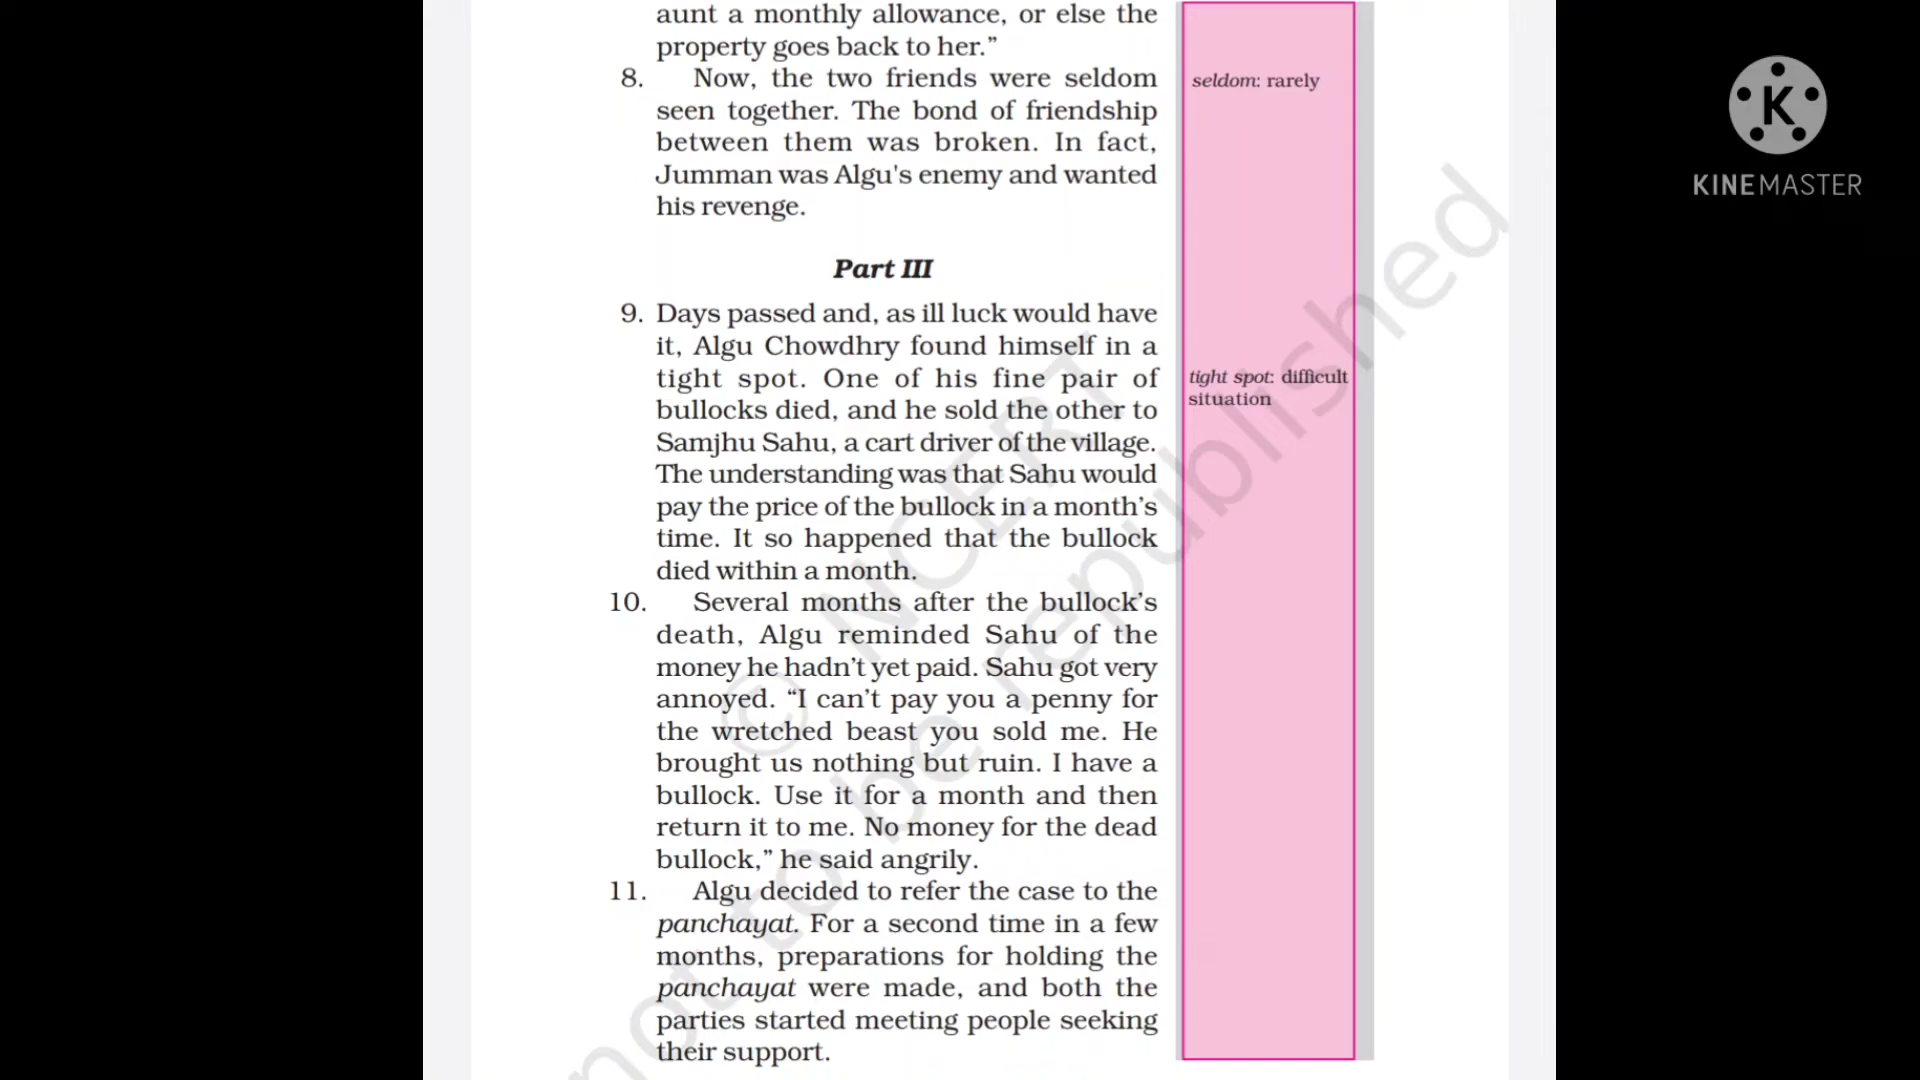 aunt a monthly allowance, or else the
property goes back to her.”
8. Now, the two friends were seldom
seen together. The bond of friendship
between them was broken. In fact,
Jumman was Algu's enemy and wanted
his revenge.
seldom: rarely
Part III
9. Days passed and, as ill luck would have
it, Algu Chowdhry found himself in a
tight spot. One of his fine pair of
bullocks died, and he sold the other to
Samjhu Sahu, a cart driver of the village.
The understanding was that Sahu would
pay the price of the bullock in a month’s
time. It so happened that the bullock
died within a month.
tight spot: difficult
situation
10. Several months after the bullock’s
death, Algu reminded Sahu of the
money he hadn’t yet paid. Sahu got very
annoyed. “I can’t pay you a penny for
the wretched beast you sold me. He
brought us nothing but ruin. I have a
bullock. Use it for a month and then
return it to me. No money for the dead
bullock,” he said angrily.
11. Algu decided to refer the case to the
panchayat. For a second time in a few
months, preparations for holding the
panchayat were made, and both the
parties started meeting people seeking
their support.
© NCERT
not to be republished
K
KINEMASTER